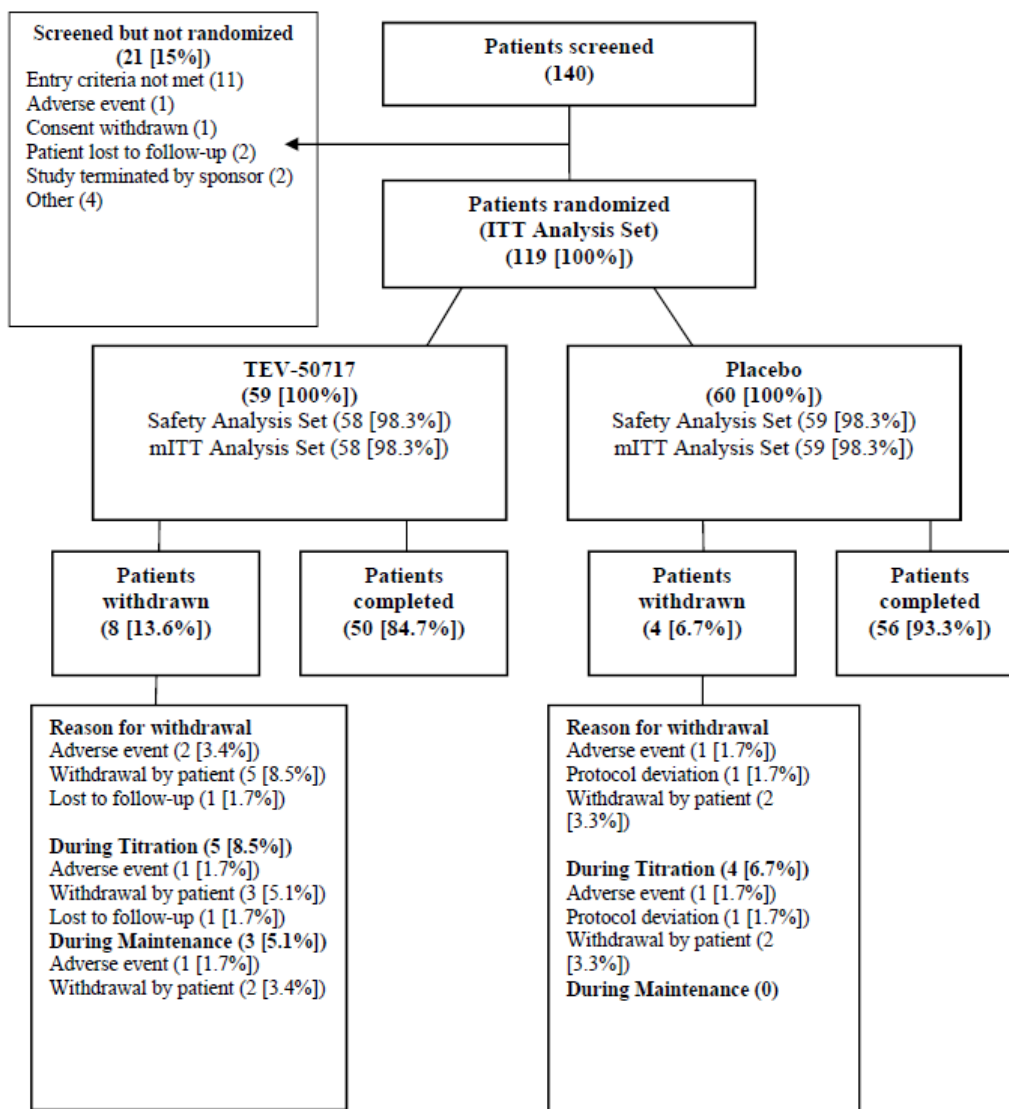 Screened but not randomized
(21 [15%])
Entry criteria not met (11)
Adverse event (1)
Consent withdrawn (1)
Patient lost to follow-up (2)
Study terminated by sponsor (2)
Other (4)
Patients screened
(140)
Patients randomized
(ITT Analysis Set)
(119 [100%])
TEV-50717
(59 [100%])
Safety Analysis Set (58 [98.3%])
mITT Analysis Set (58 [98.3%])
Placebo
(60 [100%])
Safety Analysis Set (59 [98.3%])
mITT Analysis Set (59 [98.3%])
Patients
withdrawn
(8 [13.6%])
Patients
completed
(50 [84.7%])
Patients
withdrawn
(4 [6.7%])
Patients
completed
(56 [93.3%])
Reason for withdrawal
Adverse event (2 [3.4%])
Withdrawal by patient (5 [8.5%])
Lost to follow-up (1 [1.7%])
During Titration (5 [8.5%])
Adverse event (1 [1.7%])
Withdrawal by patient (3 [5.1%])
Lost to follow-up (1 [1.7%])
During Maintenance (3 [5.1%])
Adverse event (1 [1.7%])
Withdrawal by patient (2 [3.4%])
Reason for withdrawal
Adverse event (1 [1.7%])
Protocol deviation (1 [1.7%])
Withdrawal by patient (2
[3.3%])
During Titration (4 [6.7%])
Adverse event (1 [1.7%])
Protocol deviation (1 [1.7%])
Withdrawal by patient (2
[3.3%])
During Maintenance (0)